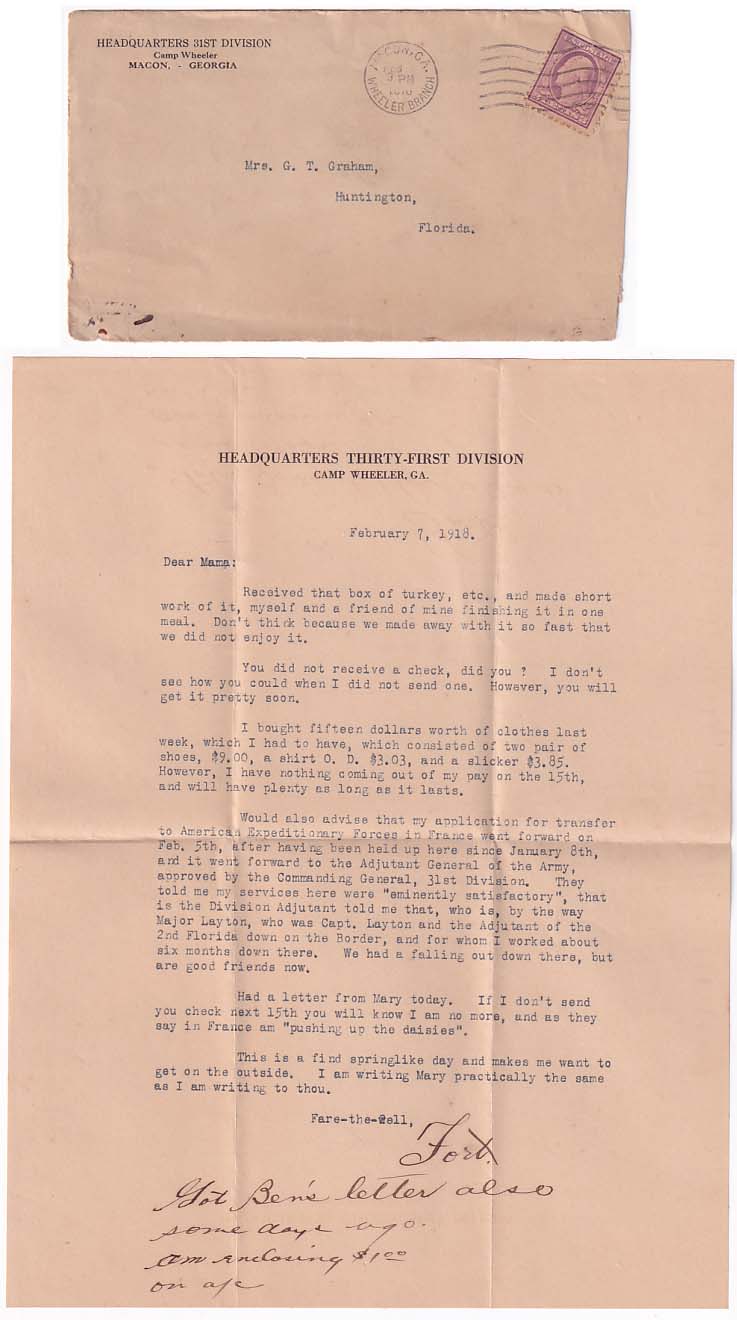 HEADQUARTERS 31ST DIVISION
Camp Wheeler
MACON, - GEORGIA
MACON, GA.
FEB
PM
WHEELER BRANCH
Mrs. G. T. Graham,
Huntington,
Florida.
HEADQUARTERS THIRTY-FIRST DIVISION
CAMP WHEELER, GA.
February 7, 1918.
Dear Mama:
Received that box of turkey, etc., and made short
work of it, myself and a friend of mine finishing it in one
meal. Don't think because we made away with it so fast that
we did not enjoy it.
You did not receive a check, did you ? I don't
see how you could when I did not send one. However, you will
get it pretty soon.
I bought fifteen dollars worth of clothes last
week, which I had to have, which consisted of two pair of
shoes, $9.00, a shirt O. D. $3.03, and a slicker $3.85.
However, I have nothing coming out of my pay on the 15th,
and will have plenty as long as it lasts.
Would also advise that my application for transfer
to American Expeditionary Forces in France went forward on
Feb. 5th, after having been held up here since January 8th,
and it went forward to the Adjutant General of the Army,
approved by the Commanding General, 31st Division. They
told me my services here were "eminently satisfactory", that
is the Division Adjutant told me that, who is, by the way
Major Layton, who was Capt. Layton and the Adjutant of the
2nd Florida down on the Border, and for whom I worked about
six months down there. We had a falling out down there, but
are good friends now.
Had a letter from Mary today. If I don't send
you check next 15th you will know I am no more, and as they
say in France am "pushing up the daisies".
This is a find springlike day and makes me want to
get on the outside. I am writing Mary practically the same
as I am writing to thou.
Fare-the-well,
Fort.
Got Ben's letter also
some days ago.
am enclosing $1.00
on a/c